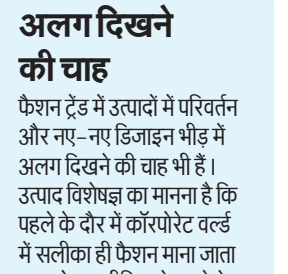 अलग दिखने
की चाह
फैशन ट्रेंड में उत्पादों में परिवर्तन
और नए-नए डिजाइन भीड़ में
अलग दिखने की चाह भी हैं।
उत्पाद विशेषज्ञ का मानना है कि
पहले के दौर में कॉरपोरेट वर्ल्ड
में सलीका ही फैशन माना जाता